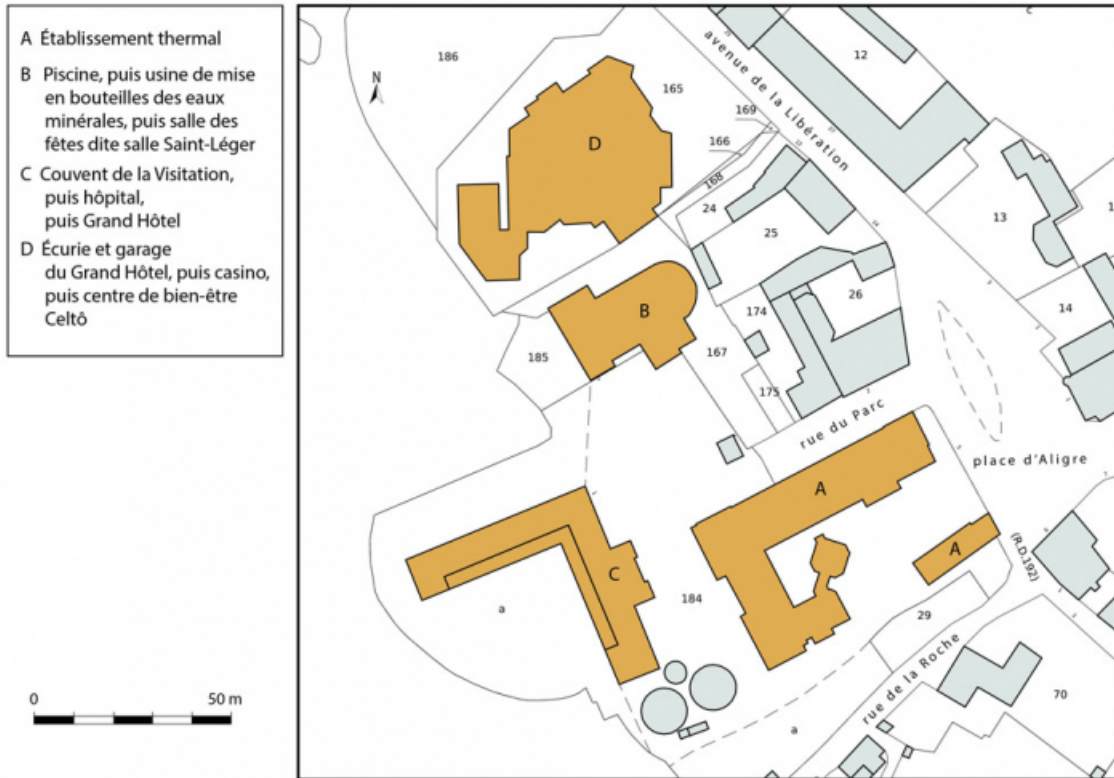 A Établissement thermal
B Piscine, puis usine de mise
en bouteilles des eaux
minérales, puis salle des
fêtes dite salle Saint-Léger
C Couvent de la Visitation,
puis hôpital,
puis Grand Hôtel
D Écurie et garage
du Grand Hôtel, puis casino,
puis centre de bien-être
Celtô
0 50 m
N
186
165
169
166
168
24
25
12
avenue de la Libération
13
14
D
B
185
174
167
26
175
rue du Parc
place d'Aligre
A
A
(R.D.192)
C
184
a
29
rue de la Roche
70
a